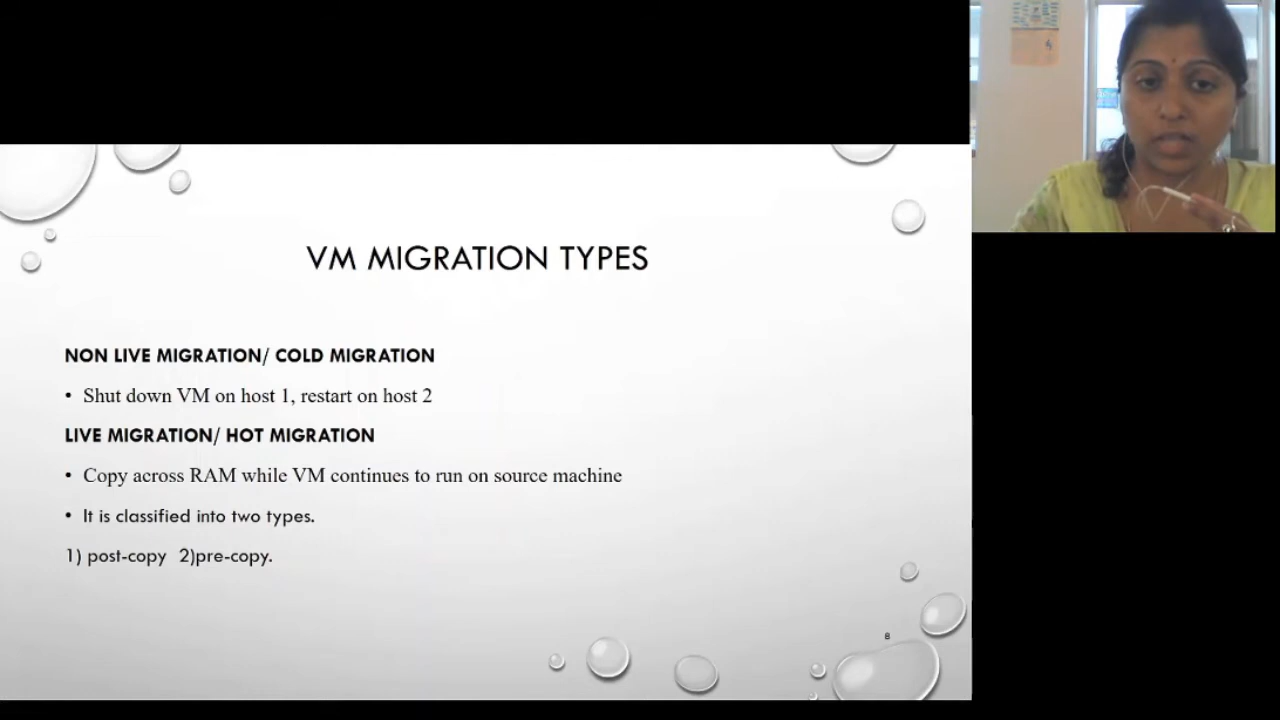 VM MIGRATION TYPES
NON LIVE MIGRATION/ COLD MIGRATION
• Shut down VM on host 1, restart on host 2
LIVE MIGRATION/ HOT MIGRATION
• Copy across RAM while VM continues to run on source machine
• It is classified into two types.
1) post-copy 2)pre-copy.
8